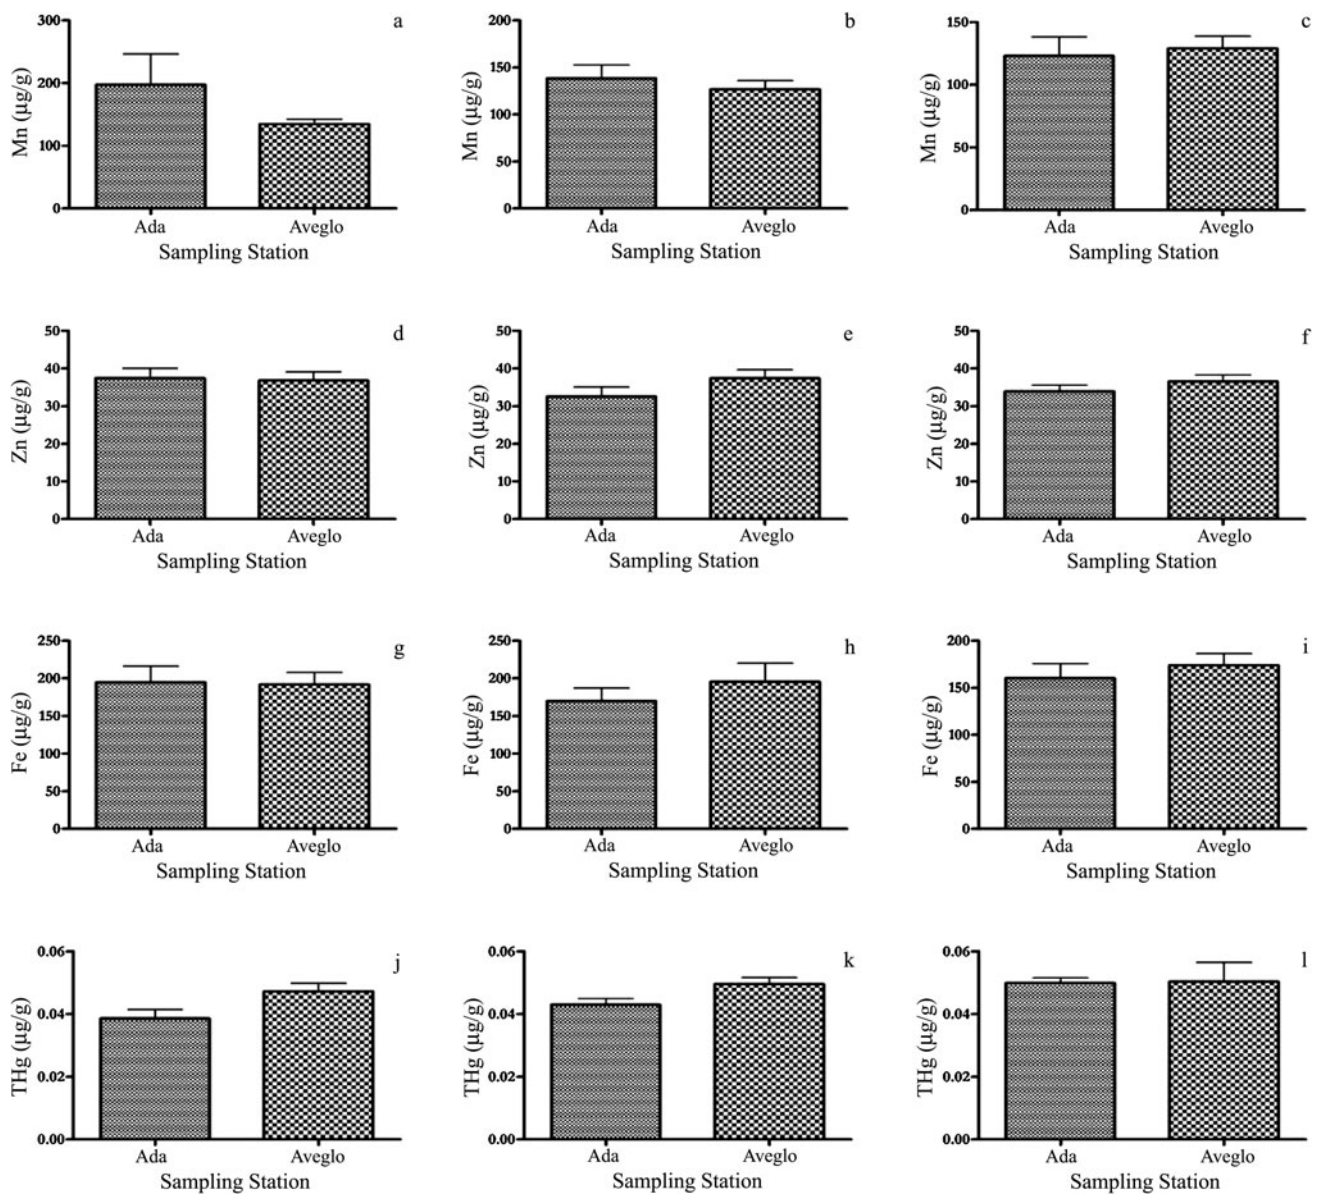 a
300
200
100
0
Mn (µg/g)
Ada Aveglo
Sampling Station
b
200
150
100
50
0
Mn (µg/g)
Ada Aveglo
Sampling Station
c
150
100
50
0
Mn (µg/g)
Ada Aveglo
Sampling Station
d
50
40
30
20
10
0
Zn (µg/g)
Ada Aveglo
Sampling Station
e
50
40
30
20
10
0
Zn (µg/g)
Ada Aveglo
Sampling Station
f
50
40
30
20
10
0
Zn (µg/g)
Ada Aveglo
Sampling Station
g
250
200
150
100
50
0
Fe (µg/g)
Ada Aveglo
Sampling Station
h
250
200
150
100
50
0
Fe (µg/g)
Ada Aveglo
Sampling Station
i
200
150
100
50
0
Fe (µg/g)
Ada Aveglo
Sampling Station
j
0.06
0.04
0.02
0.00
THg (µg/g)
Ada Aveglo
Sampling Station
k
0.06
0.04
0.02
0.00
THg (µg/g)
Ada Aveglo
Sampling Station
l
0.06
0.04
0.02
0.00
THg (µg/g)
Ada Aveglo
Sampling Station